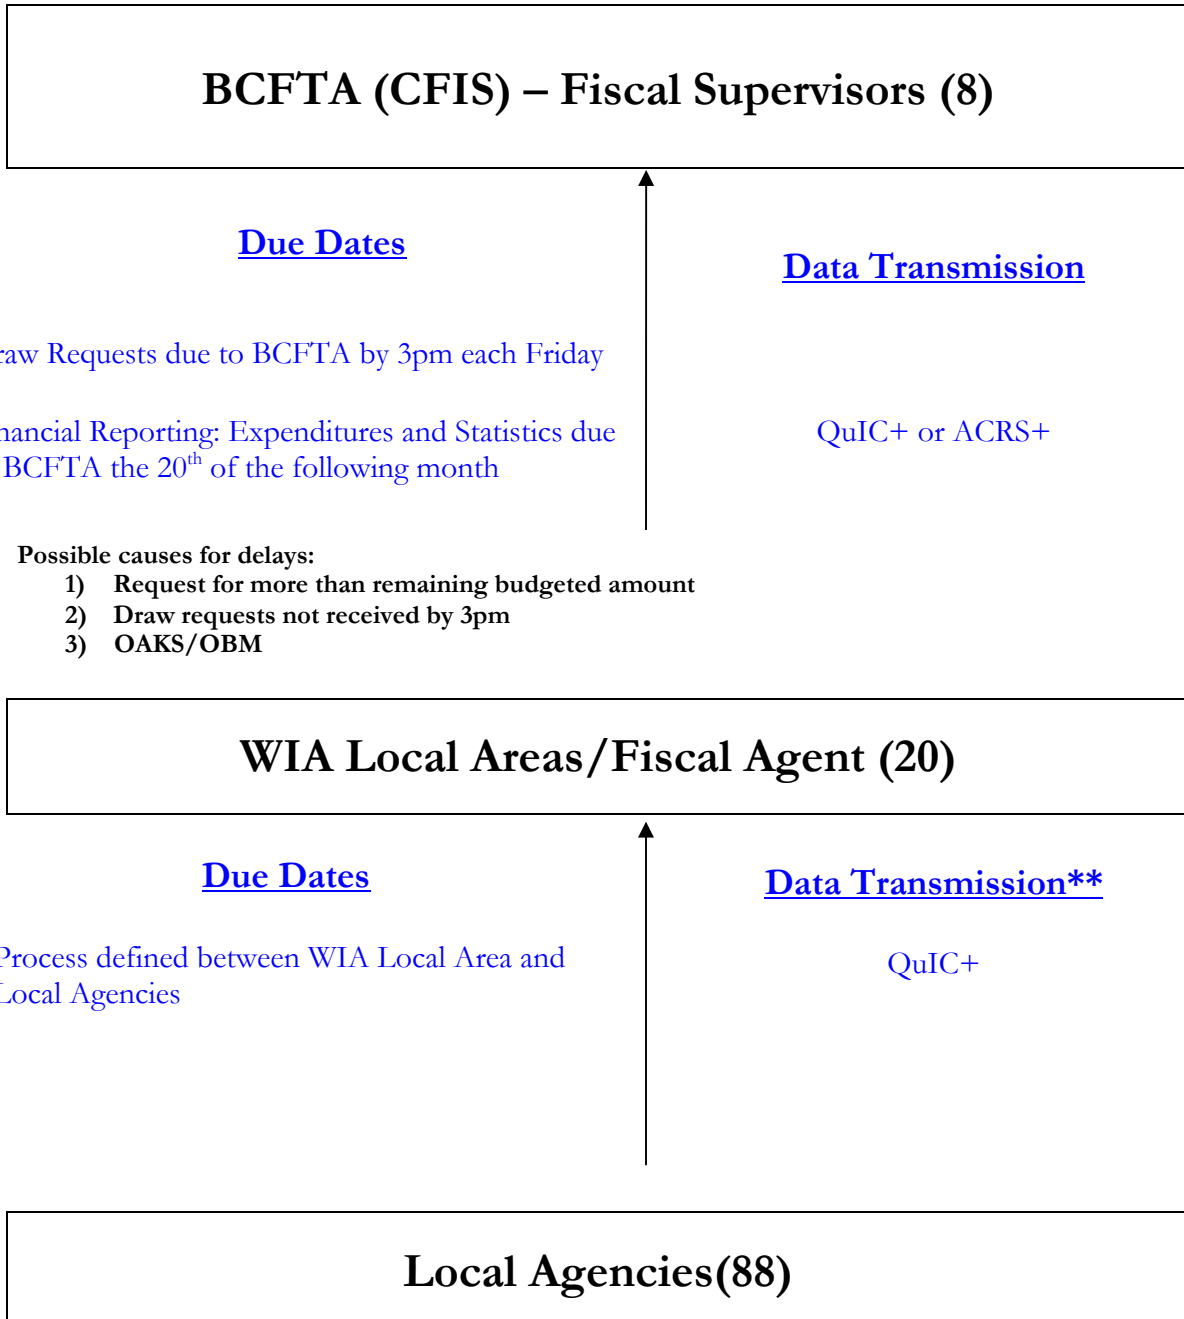 BCFTA (CFIS) – Fiscal Supervisors (8)
Due Dates
Data Transmission
raw Requests due to BCFTA by 3pm each Friday
nancial Reporting: Expenditures and Statistics due
BCFTA the 20th of the following month
QuIC+ or ACRS+
Possible causes for delays:
1) Request for more than remaining budgeted amount
2) Draw requests not received by 3pm
3) OAKS/OBM
WIA Local Areas/Fiscal Agent (20)
Due Dates
Data Transmission**
Process defined between WIA Local Area and
Local Agencies
QuIC+
Local Agencies(88)